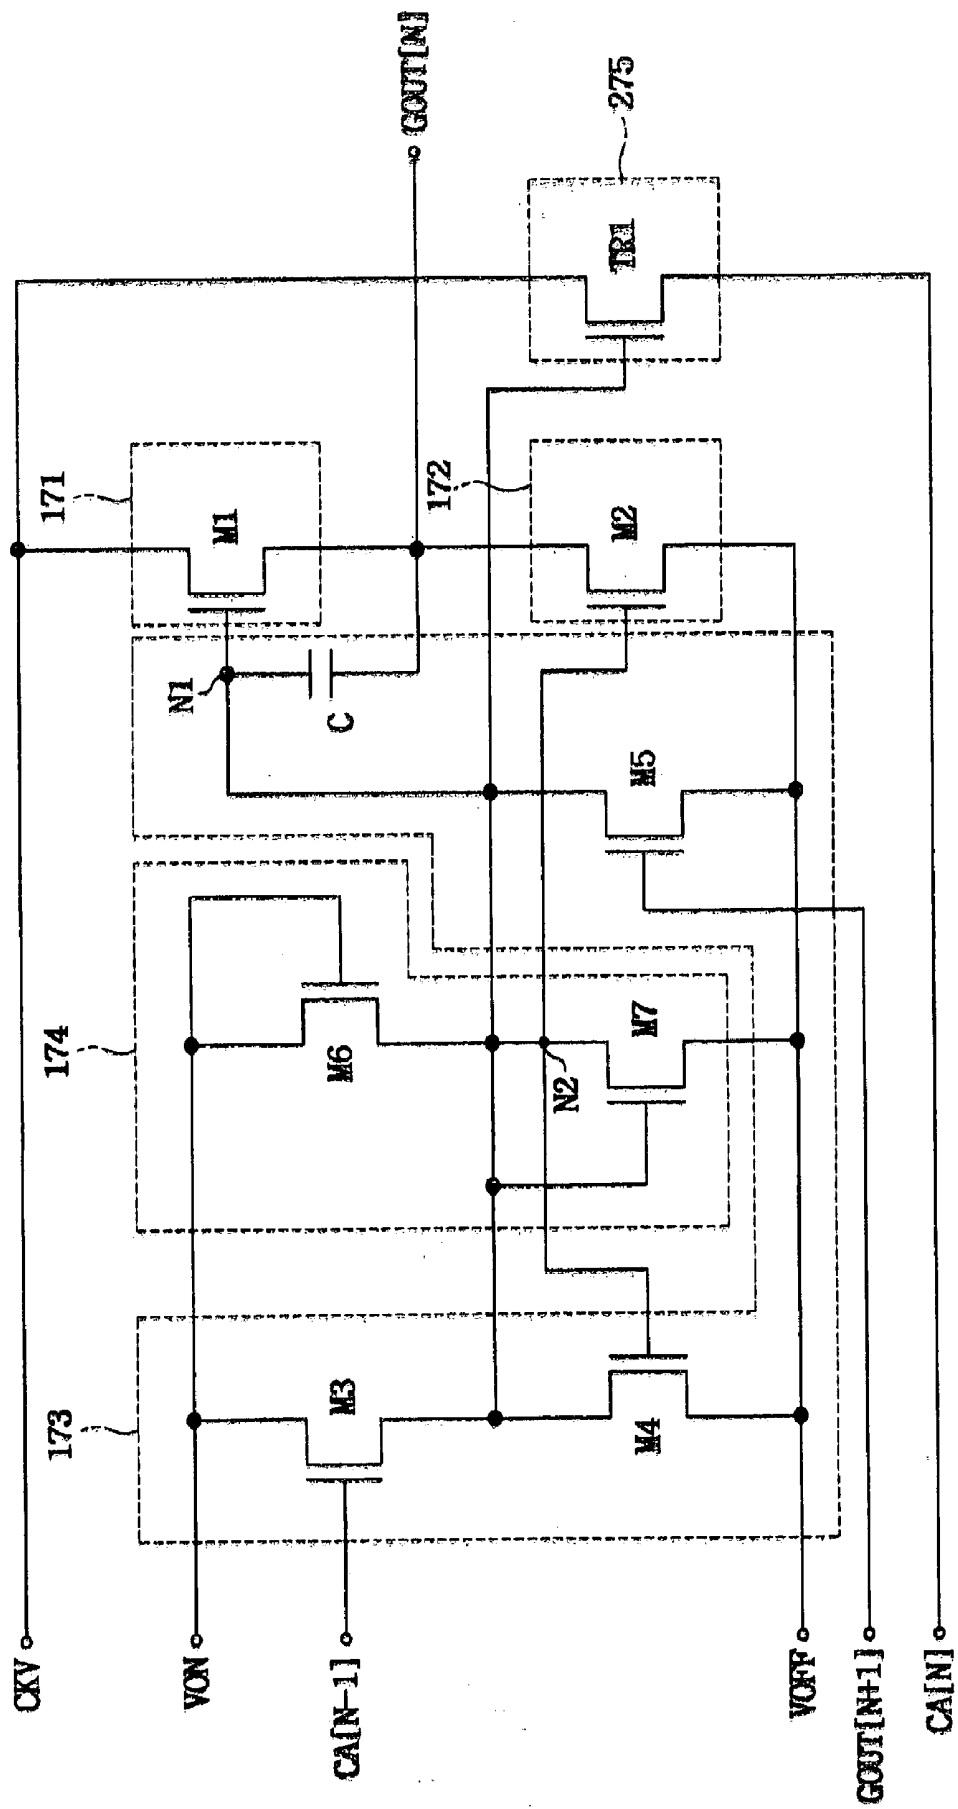 CKV
VON
CA[N-1]
VOFF
GOUT[N+1]
CA[N]
173
174
171
172
275
M3
M4
M6
M7
N2
M5
N1
C
M1
M2
TR1
GOUT[N]